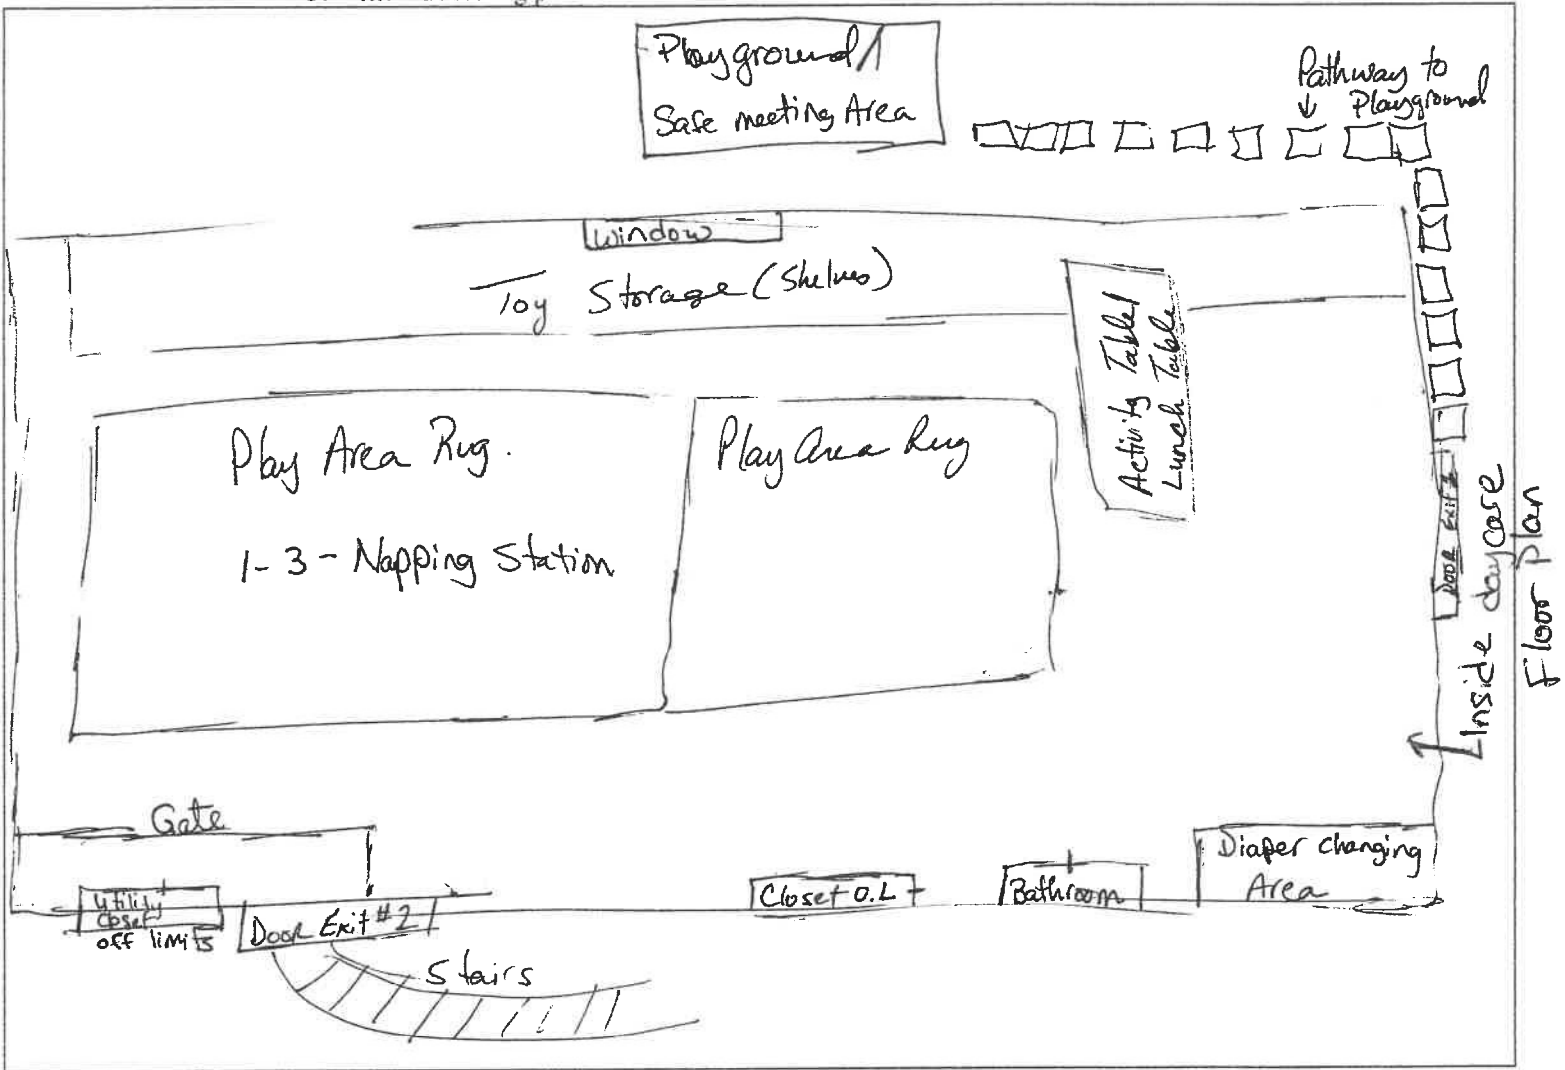 Playground/
Safe meeting Area
Pathway to
Playground
Window
Toy Storage (Shelves)
Activity Table/
Lunch Table
Play Area Rug.
Play Area Rug
1-3- Napping Station
DOOR Exit 1
Inside daycare
Floor plan
Gate
Utility
Closet
off limits
DOOR Exit #2
Stairs
Closet O.L
Bathroom
Diaper changing
Area